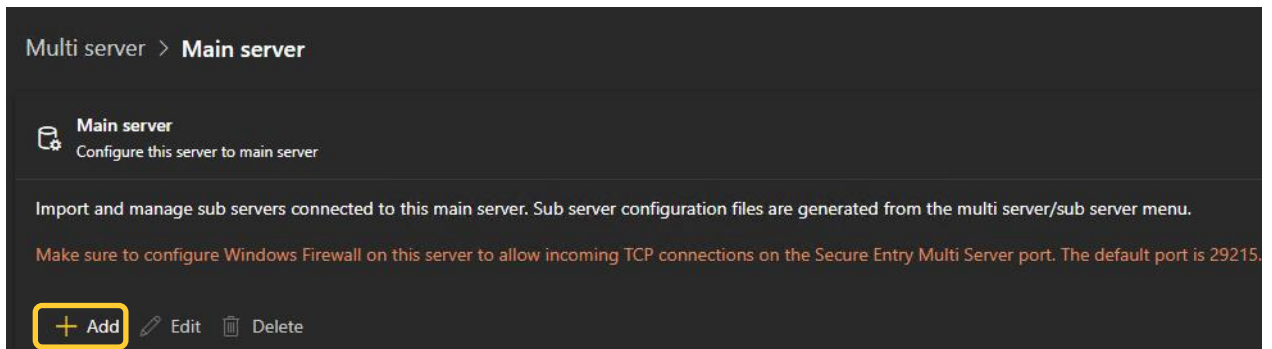 Multi server > Main server
Main server
Configure this server to main server
Import and manage sub servers connected to this main server. Sub server configuration files are generated from the multi server/sub server menu.
Make sure to configure Windows Firewall on this server to allow incoming TCP connections on the Secure Entry Multi Server port. The default port is 29215.
+ Add Edit Delete